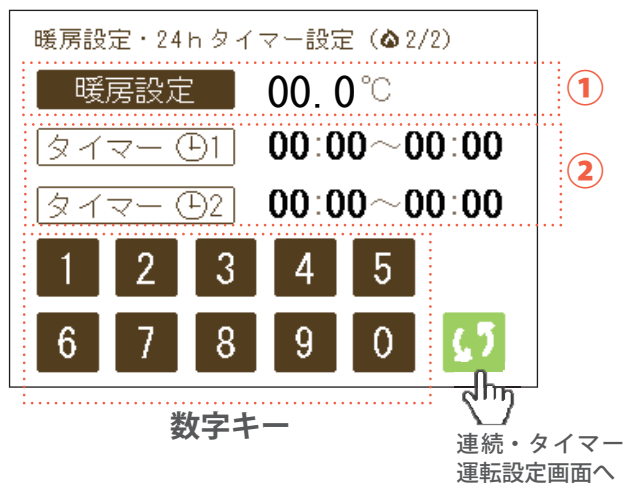 暖房設定・24hタイマー設定（2/2）
暖房設定 00.0℃ ①
タイマー 1 00:00～00:00
②
タイマー 2 00:00～00:00
1 2 3 4 5
6 7 8 9 0
数字キー
連続・タイマー
運転設定画面へ